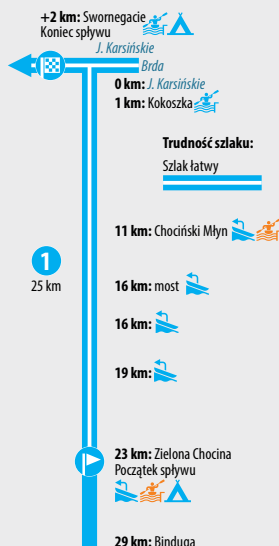 +2 km: Swornegacie
Koniec spływu
J. Karsińskie
Brda
0 km: J. Karsińskie
1 km: Kokoszka
Trudność szlaku:
Szlak łatwy
11 km: Chociński Młyn
1
25 km
16 km: most
16 km:
19 km:
23 km: Zielona Chocina
Początek spływu
29 km: Binduga